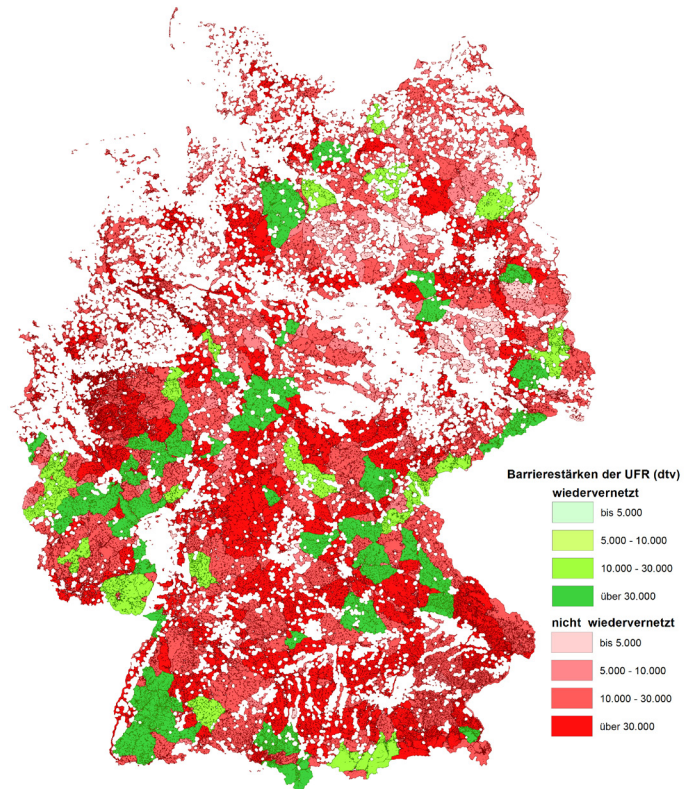 Barrierestärken der UFR (dtv)
wiedervernetzt
bis 5.000
5.000 - 10.000
10.000 - 30.000
über 30.000
nicht wiedervernetzt
bis 5.000
5.000 - 10.000
10.000 - 30.000
über 30.000